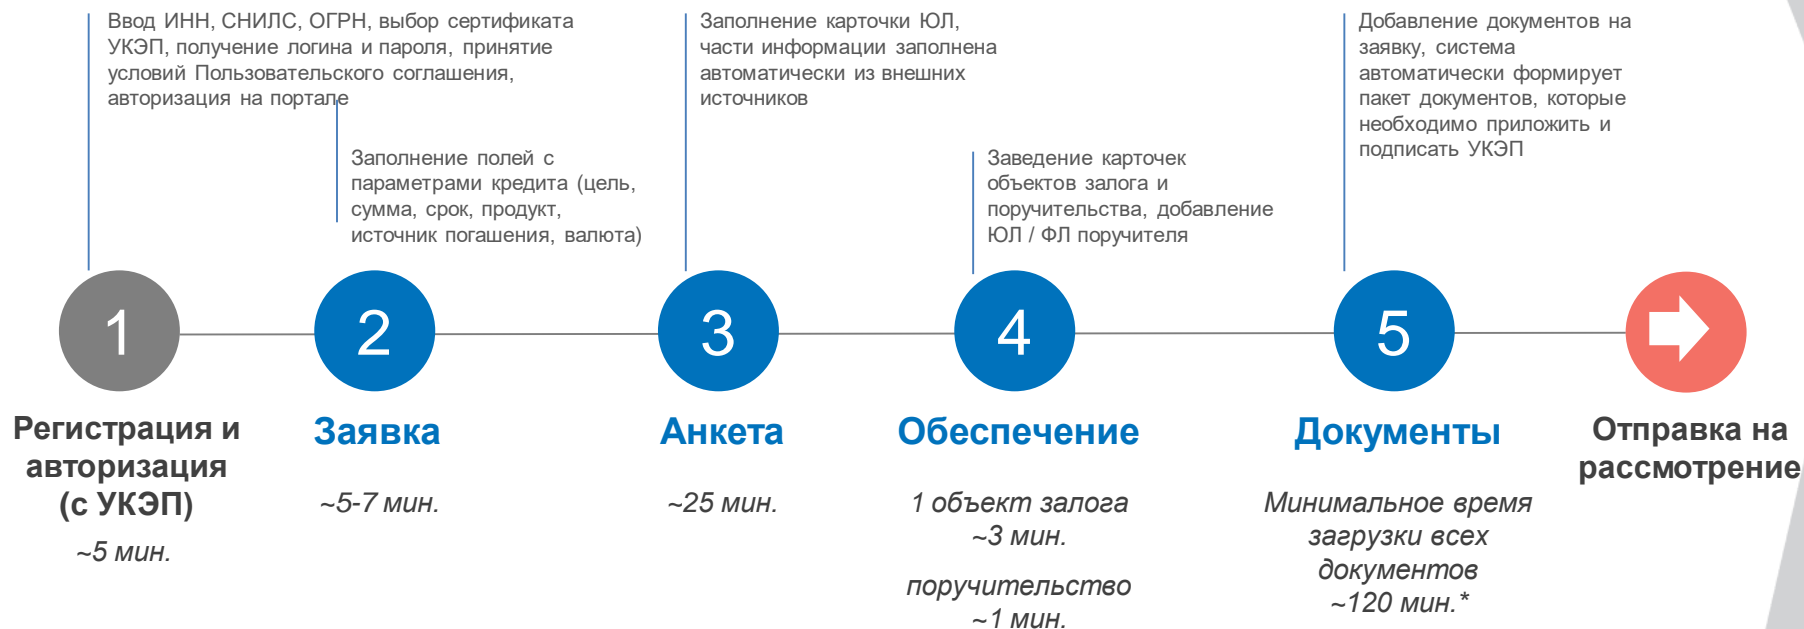 Ввод ИНН, СНИЛС, ОГРН, выбор сертификата
УКЭП, получение логина и пароля, принятие
условий Пользовательского соглашения,
авторизация на портале
Заполнение полей с
параметрами кредита (цель,
сумма, срок, продукт,
источник погашения, валюта)
Заполнение карточки ЮЛ,
части информации заполнена
автоматически из внешних
источников
Заведение карточек
объектов залога и
поручительства, добавление
ЮЛ / ФЛ поручителя
Добавление документов на
заявку, система
автоматически формирует
пакет документов, которые
необходимо приложить и
подписать УКЭП
1
2
3
4
5
Регистрация и
авторизация
(с УКЭП)
~5 мин.
Заявка
~5-7 мин.
Анкета
~25 мин.
Обеспечение
1 объект залога
~3 мин.
поручительство
~1 мин.
Документы
Минимальное время
загрузки всех
документов
~120 мин.*
Отправка на
рассмотрение